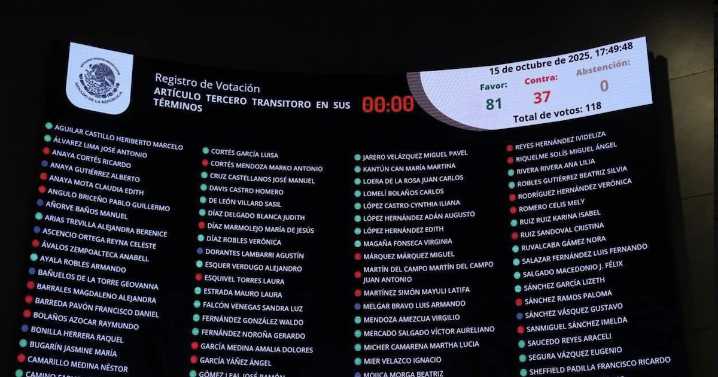 Registro de Votación
ARTÍCULO TERCERO TRANSITORO EN SUS
TÉRMINOS
00:00
15 de octubre de 2025, 17:49:48
Favor:
Contra:
Abstención:
81
37
0
Total de votos: 118
AGUILAR CASTILLO HERIBERTO MARCELO
ÁLVAREZ LIMA JOSÉ ANTONIO
ANAYA CORTÉS RICARDO
ANAYA GUTIÉRREZ ALBERTO
ANAYA MOTA CLAUDIA EDITH
ANGULO BRICEÑO PABLO GUILLERMO
AÑORVE BAÑOS MANUEL
ARIAS TREVILLA ALEJANDRA BERENICE
ASCENCIO ORTEGA REYNA CELESTE
ÁVALOS ZEMPOALTECA ANABELL
AYALA ROBLES ARMANDO
BAÑUELOS DE LA TORRE GEOVANNA
BARRALES MAGDALENO ALEJANDRA
BARREDA PAVÓN FRANCISCO DANIEL
BOLAÑOS AZOCAR RAYMUNDO
BONILLA HERRERA RAQUEL
BUGARÍN JASMINE MARÍA
CAMARILLO MEDINA NÉSTOR
CORTÉS GARCÍA LUISA
CORTÉS MENDOZA MARKO ANTONIO
CRUZ CASTELLANOS JOSÉ MANUEL
DAVIS CASTRO HOMERO
DE LEÓN VILLARD SASIL
DÍAZ DELGADO BLANCA JUDITH
DÍAZ MARMOLEJO MARÍA DE JESÚS
DÍAZ ROBLES VERÓNICA
DORANTES LAMBARRI AGUSTÍN
ESQUER VERDUGO ALEJANDRO
ESQUIVEL TORRES LAURA
ESTRADA MAURO LAURA
FALCÓN VENEGAS SANDRA LUZ
FERNÁNDEZ GONZÁLEZ WALDO
FERNÁNDEZ NOROÑA GERARDO
GARCÍA MEDINA AMALIA DOLORES
GARCÍA YÁÑEZ ÁNGEL
GÓMEZ LEAL JOSÉ RAMÓN
JARERO VELÁZQUEZ MIGUEL PAVEL
KANTÚN CAN MARÍA MARTINA
LOERA DE LA ROSA JUAN CARLOS
LOMELÍ BOLAÑOS CARLOS
LÓPEZ CASTRO CYNTHIA ILIANA
LÓPEZ HERNÁNDEZ ADÁN AUGUSTO
LÓPEZ HERNÁNDEZ EDITH
MAGAÑA FONSECA VIRGINIA
MÁRQUEZ MÁRQUEZ MIGUEL
MARTÍN DEL CAMPO MARTÍN DEL CAMPO
JUAN ANTONIO
MARTÍNEZ SIMÓN MAYULI LATIFA
MELGAR BRAVO LUIS ARMANDO
MENDOZA AMEZCUA VIRGILIO
MERCADO SALGADO VÍCTOR AURELIANO
MICHER CAMARENA MARTHA LUCIA
MIER VELAZCO IGNACIO
MOJICA MORGA BEATRIZ
REYES HERNÁNDEZ IVIDELIZA
RIQUELME SOLÍS MIGUEL ÁNGEL
RIVERA RIVERA ANA LILIA
ROBLES GUTIÉRREZ BEATRIZ SILVIA
RODRÍGUEZ HERNÁNDEZ VERÓNICA
ROMERO CELIS MELY
RUIZ RUIZ KARINA ISABEL
RUIZ SANDOVAL CRISTINA
RUVALCABA GÁMEZ NORA
SALAZAR FERNÁNDEZ LUIS FERNANDO
SALGADO MACEDONIO J. FÉLIX
SÁNCHEZ GARCÍA LIZETH
SÁNCHEZ RAMOS PALOMA
SÁNCHEZ VÁSQUEZ GUSTAVO
SANMIGUEL SÁNCHEZ IMELDA
SAUCEDO REYES ARACELI
SEGURA VÁZQUEZ EUGENIO
SHEFFIELD PADILLA FRANCISCO RICARDO